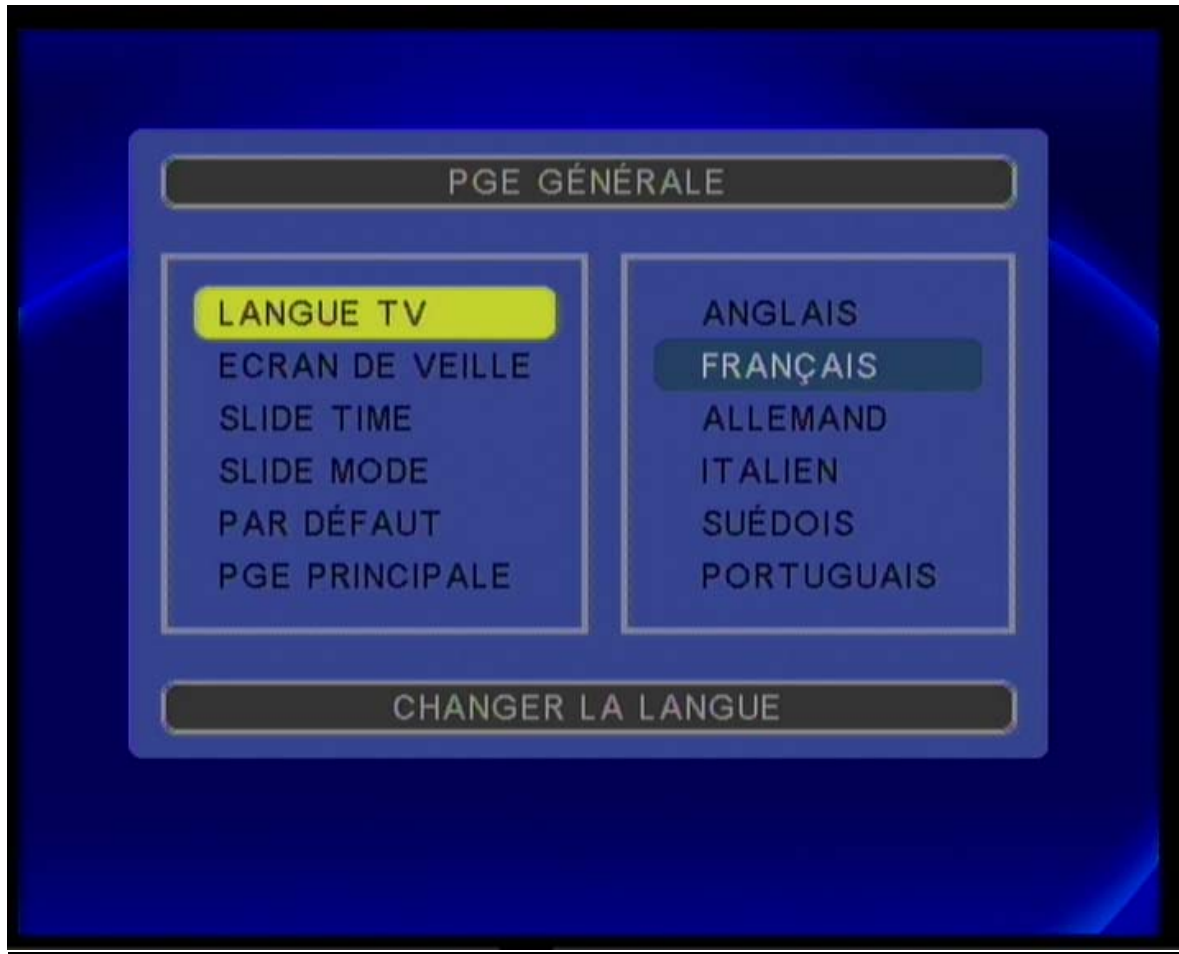 PGE GÉNÉRALE
LANGUE TV
ECRAN DE VEILLE
SLIDE TIME
SLIDE MODE
PAR DÉFAUT
PGE PRINCIPALE
ANGLAIS
FRANÇAIS
ALLEMAND
ITALIEN
SUÉDOIS
PORTUGUAIS
CHANGER LA LANGUE